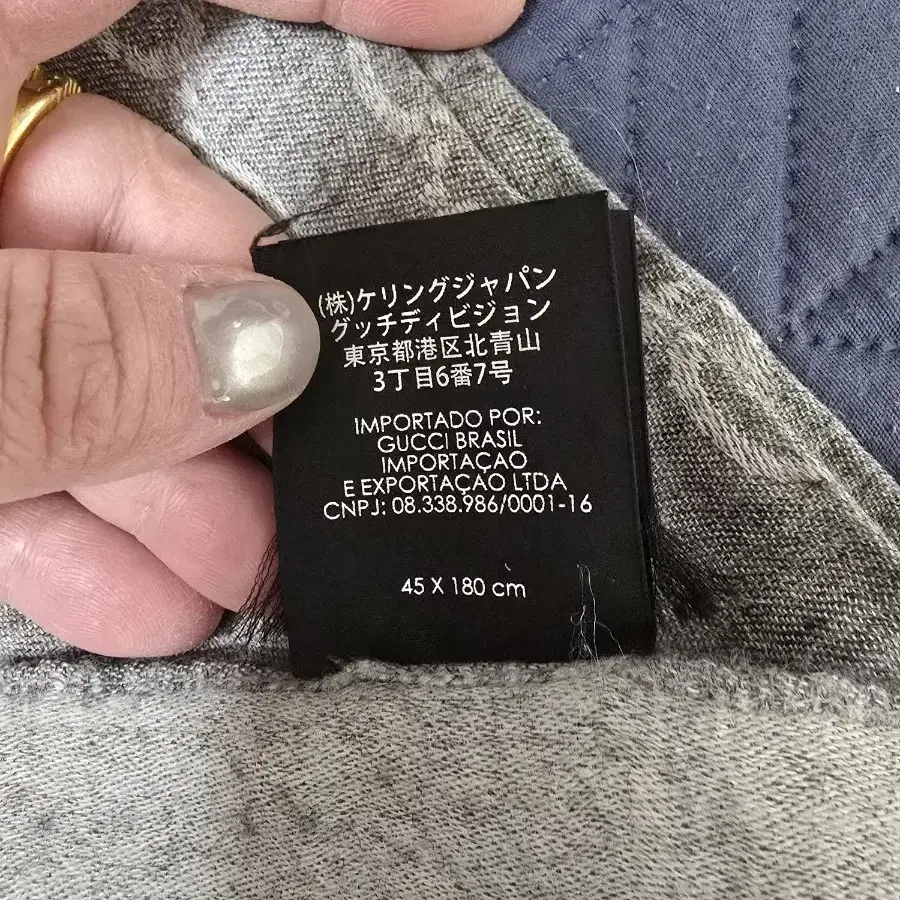 (株)ケリングジャパン
グッチディビジョン
東京都港区北青山
3丁目6番7号
IMPORTADO POR:
GUCCI BRASIL
IMPORTAÇAO
E EXPORTAÇAO LTDA
CNPJ: 08.338.986/0001-16
45 X 180 cm